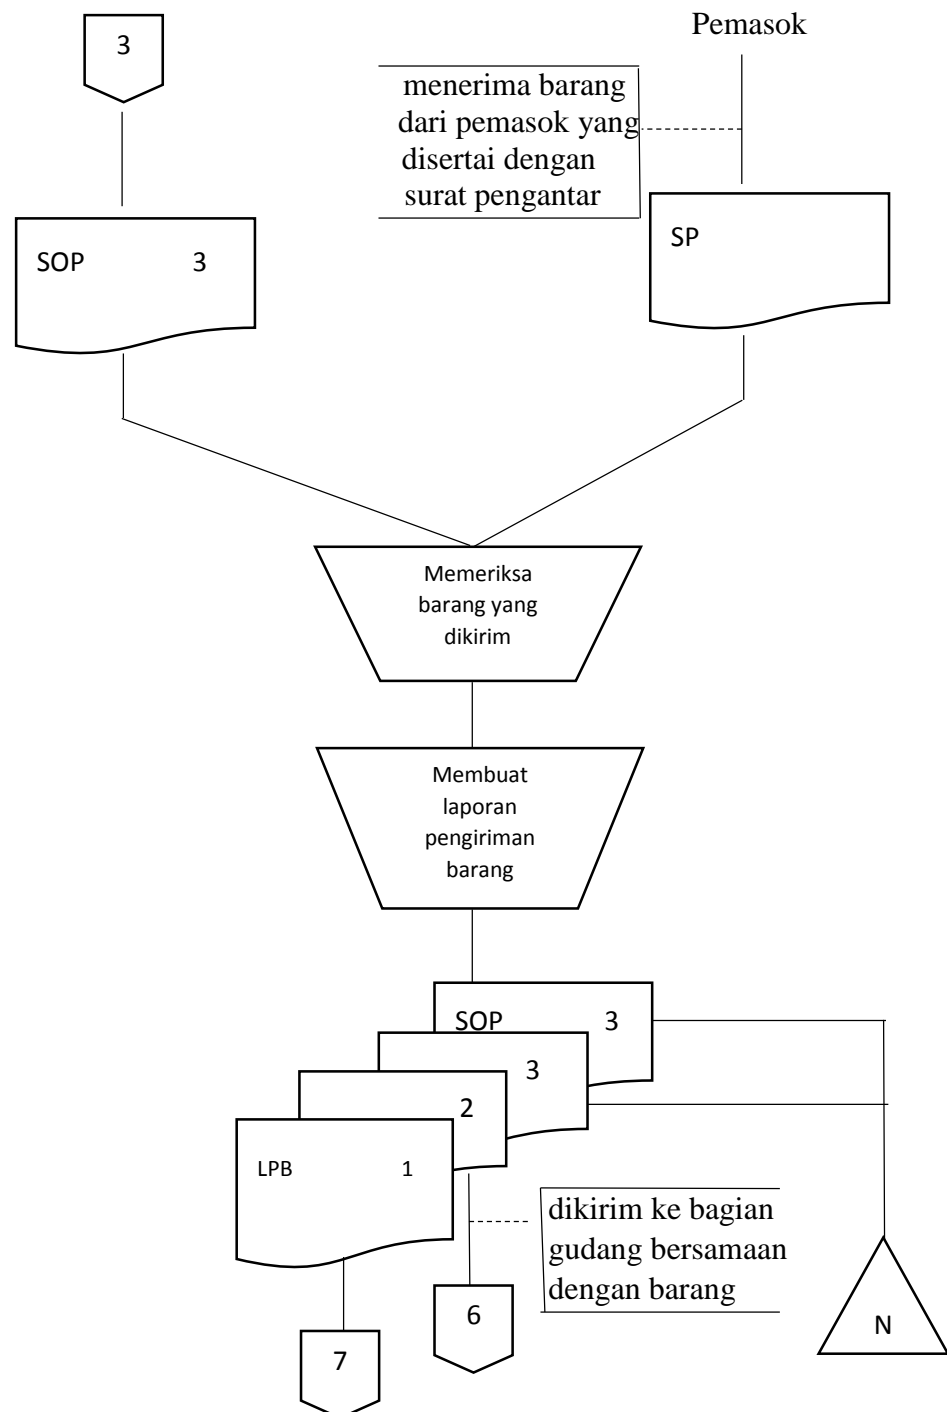 3
Pemasok
menerima barang
dari pemasok yang
disertai dengan
surat pengantar
SOP 3
SP
Memeriksa
barang yang
dikirim
Membuat
laporan
pengiriman
barang
SOP 3
3
2
LPB 1
dikirim ke bagian
gudang bersamaan
dengan barang
6
7
N